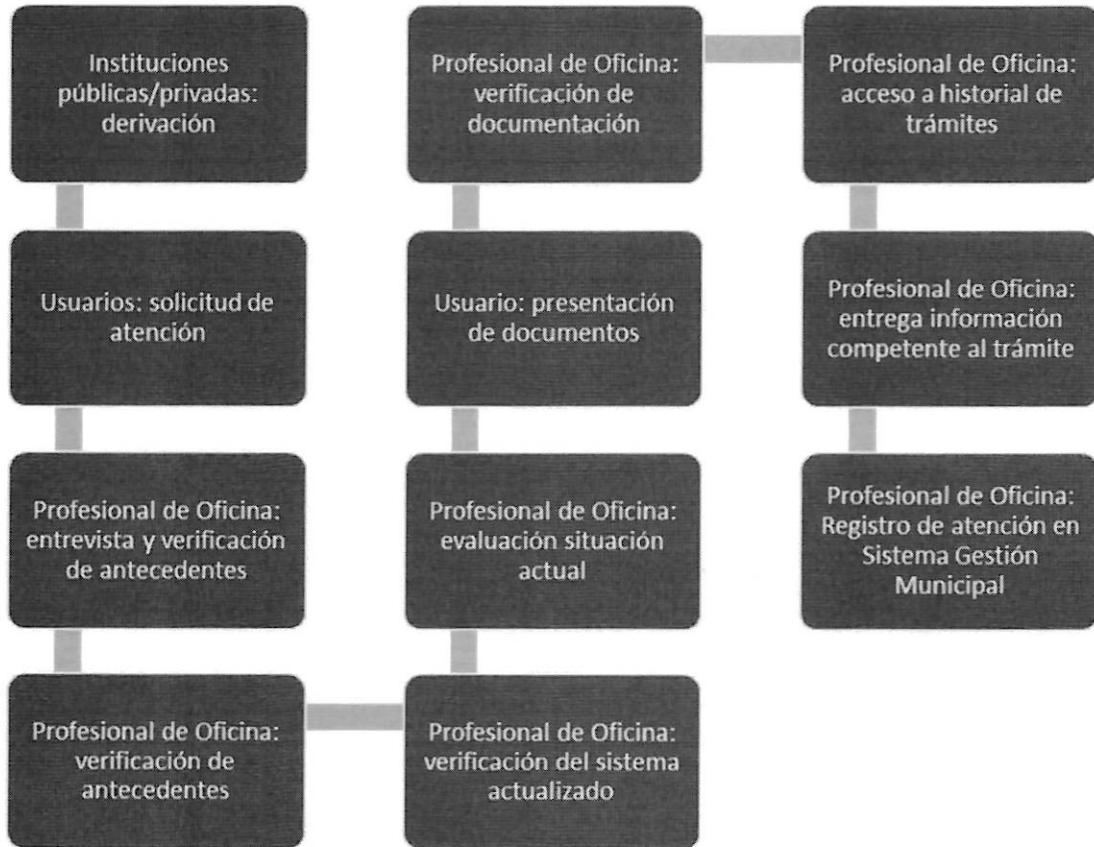 Instituciones
públicas/privadas:
derivación
Usuarios: solicitud de
atención
Profesional de Oficina:
entrevista y verificación
de antecedentes
Profesional de Oficina:
verificación de
antecedentes
Profesional de Oficina:
verificación del sistema
actualizado
Profesional de Oficina:
evaluación situación
actual
Usuario: presentación
de documentos
Profesional de Oficina:
verificación de
documentación
Profesional de Oficina:
acceso a historial de
trámites
Profesional de Oficina:
entrega información
competente al trámite
Profesional de Oficina:
Registro de atención en
Sistema Gestión
Municipal